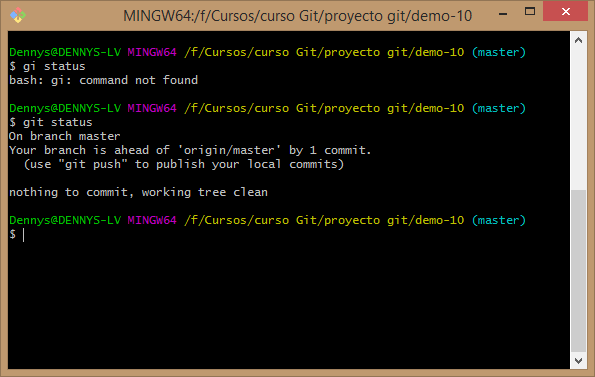 MINGW64:/f/Cursos/curso Git/proyecto git/demo-10
Dennys@DENNYS-LV MINGW64 /f/Cursos/curso Git/proyecto git/demo-10 (master)
$ gi status
bash: gi: command not found
Dennys@DENNYS-LV MINGW64 /f/Cursos/curso Git/proyecto git/demo-10 (master)
$ git status
On branch master
Your branch is ahead of 'origin/master' by 1 commit.
  (use "git push" to publish your local commits)
nothing to commit, working tree clean
Dennys@DENNYS-LV MINGW64 /f/Cursos/curso Git/proyecto git/demo-10 (master)
$